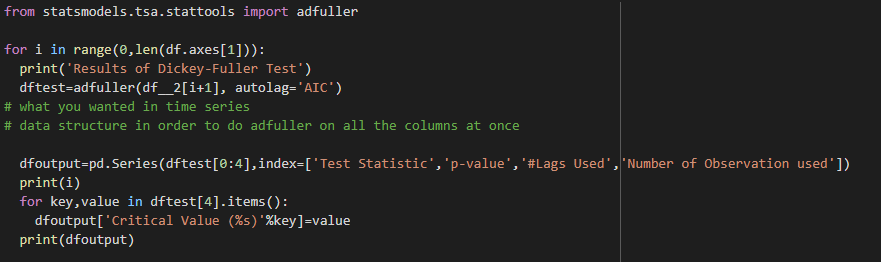 from statsmodels.tsa.stattools import adfuller
for i in range(0,len(df.axes[1])):
  print('Results of Dickey-Fuller Test')
  dftest=adfuller(df__2[i+1], autolag='AIC')
# what you wanted in time series
# data structure in order to do adfuller on all the columns at once
  dfoutput=pd.Series(dftest[0:4],index=['Test Statistic','p-value','#Lags Used','Number of Observation used'])
  print(i)
  for key,value in dftest[4].items():
    dfoutput['Critical Value (%s)'%key]=value
  print(dfoutput)